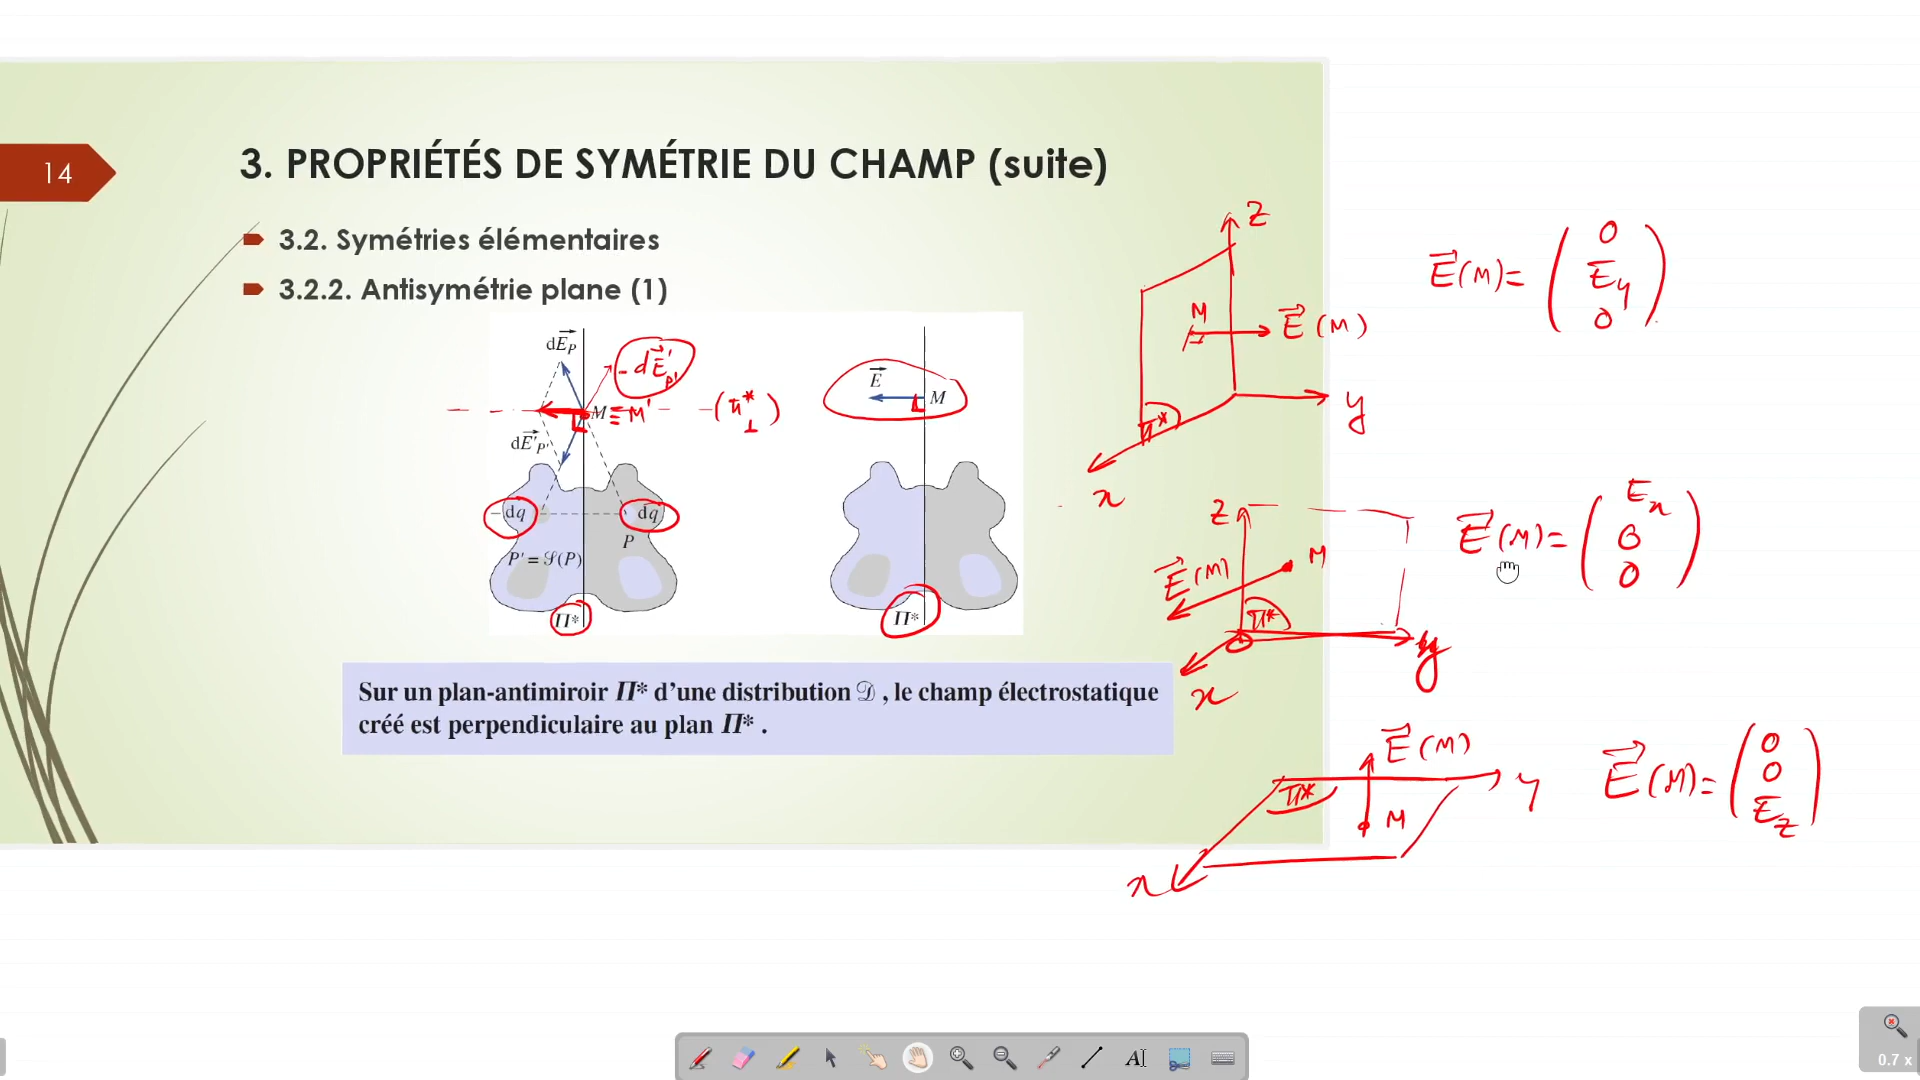 14
3. PROPRIÉTÉS DE SYMÉTRIE DU CHAMP (suite)
3.2. Symétries élémentaires
3.2.2. Antisymétrie plane (1)
dE⃗P
-dE⃗'P'
M ≡ M'
(π*⊥)
dE⃗'P'
dq
dq
P
P' = 𝒮(P)
Π*
E⃗
M
Π*
Sur un plan-antimiroir Π* d'une distribution 𝒟 , le champ électrostatique
créé est perpendiculaire au plan Π* .
z
M
E⃗(M)
π*
y
x
E⃗(M)= (0
Ey
0)
z
M
E⃗(M)
π*
y
x
E⃗(M)= (Ex
0
0)
E⃗(M)
π*
M
y
x
E⃗(M)= (0
0
Ez)
A
0.7 x